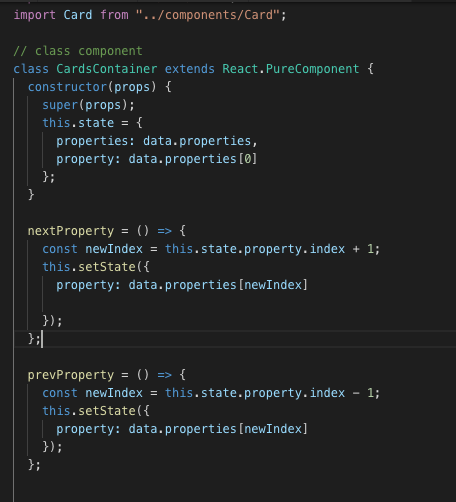 import Card from "../components/Card";
// class component
class CardsContainer extends React.PureComponent {
constructor(props) {
super(props);
this.state = {
properties: data.properties,
property: data.properties[0]
};
}
nextProperty = () => {
const newIndex = this.state.property.index + 1;
this.setState({
property: data.properties[newIndex]
});
};
prevProperty = () => {
const newIndex = this.state.property.index - 1;
this.setState({
property: data.properties[newIndex]
});
};